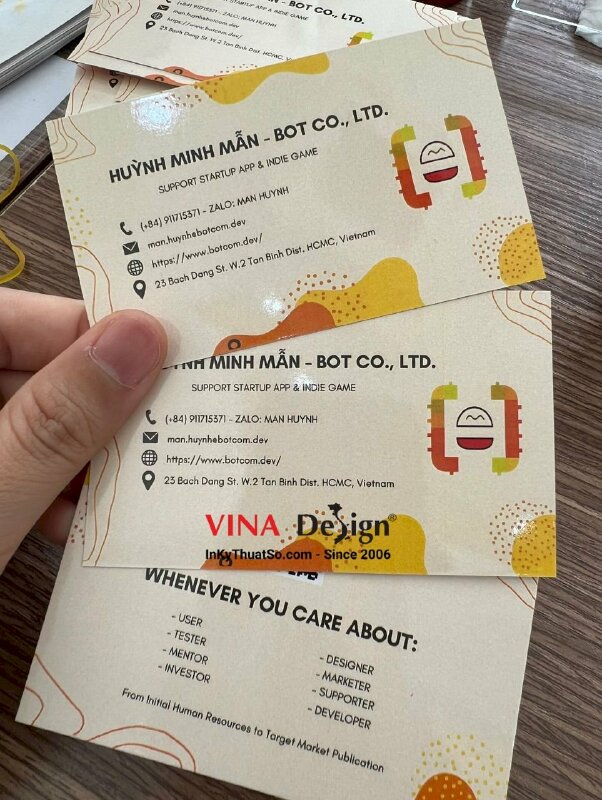 (+84) 911715371 - ZALO: MAN HUYNH
man.huynhebotcom.dev
https://www.botcom.dev/
23 Bach Dang St. W.2 Tan Binh Dist. HCMC, Vietnam
HUỲNH MINH MẪN - BOT CO., LTD.
SUPPORT STARTUP APP & INDIE GAME
(+84) 911715371 - ZALO: MAN HUYNH
man.huynhebotcom.dev
https://www.botcom.dev/
23 Bach Dang St. W.2 Tan Binh Dist. HCMC, Vietnam
MINH MẪN - BOT CO., LTD.
SUPPORT STARTUP APP & INDIE GAME
(+84) 911715371 - ZALO: MAN HUYNH
man.huynhebotcom.dev
https://www.botcom.dev/
23 Bach Dang St. W.2 Tan Binh Dist. HCMC, Vietnam
VINA Design®
InKyThuatSo.com - Since 2006
WHENEVER YOU CARE ABOUT:
- USER
- TESTER
- MENTOR
- INVESTOR
- DESIGNER
- MARKETER
- SUPPORTER
- DEVELOPER
From Initial Human Resources to Target Market Publication